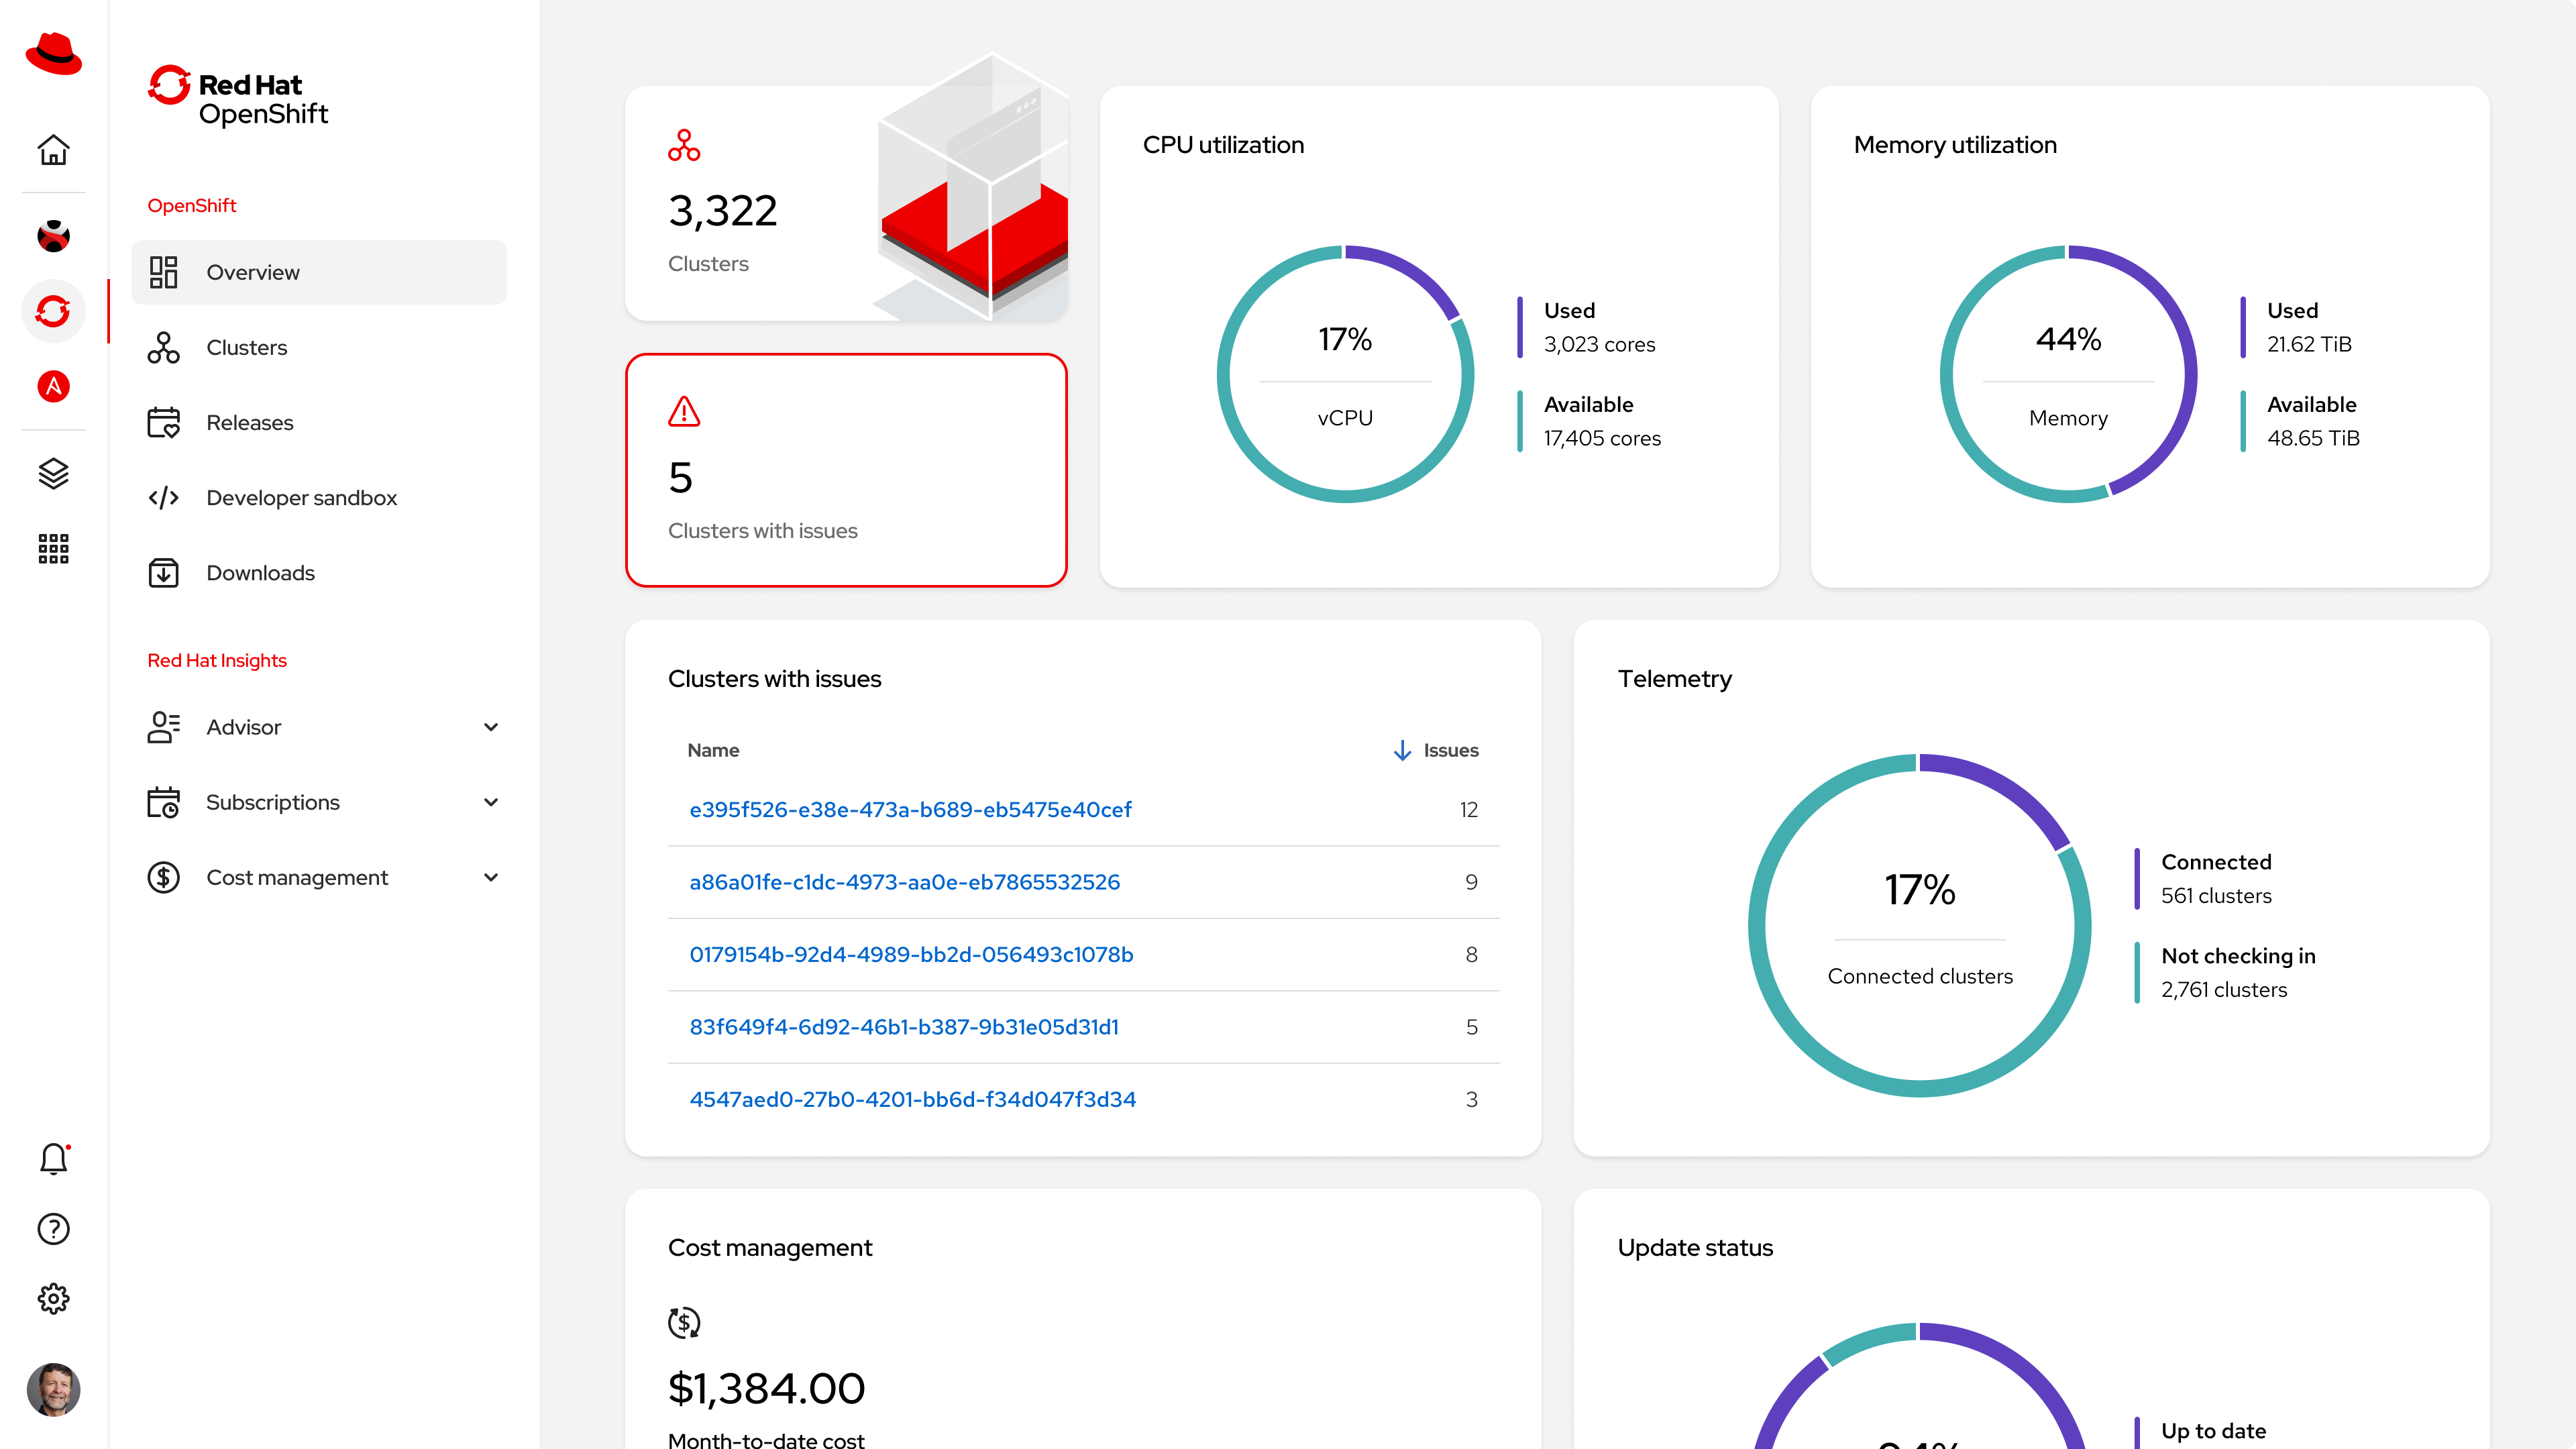 Red Hat
OpenShift
OpenShift
Overview
Clusters
Releases
Developer sandbox
Downloads
Red Hat Insights
Advisor
Subscriptions
Cost management
3,322
Clusters
5
Clusters with issues
CPU utilization
17%
vCPU
Used
3,023 cores
Available
17,405 cores
Memory utilization
44%
Memory
Used
21.62 TiB
Available
48.65 TiB
Clusters with issues
Name Issues
e395f526-e38e-473a-b689-eb5475e40cef 12
a86a01fe-c1dc-4973-aa0e-eb7865532526 9
0179154b-92d4-4989-bb2d-056493c1078b 8
83f649f4-6d92-46b1-b387-9b31e05d31d1 5
4547aed0-27b0-4201-bb6d-f34d047f3d34 3
Telemetry
17%
Connected clusters
Connected
561 clusters
Not checking in
2,761 clusters
Cost management
$1,384.00
Month-to-date cost
Update status
Up to date